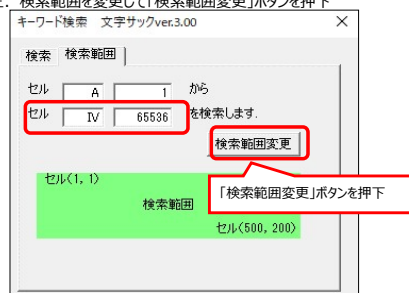 検索範囲を変更して「検索範囲変更」ボタンを押下
キーワード検索 文字サックver.3.00
検索 検索範囲
セル A 1 から
セル IV 65536 を検索します.
検索範囲変更
「検索範囲変更」ボタンを押下
セル(1, 1)
検索範囲
セル(500, 200)